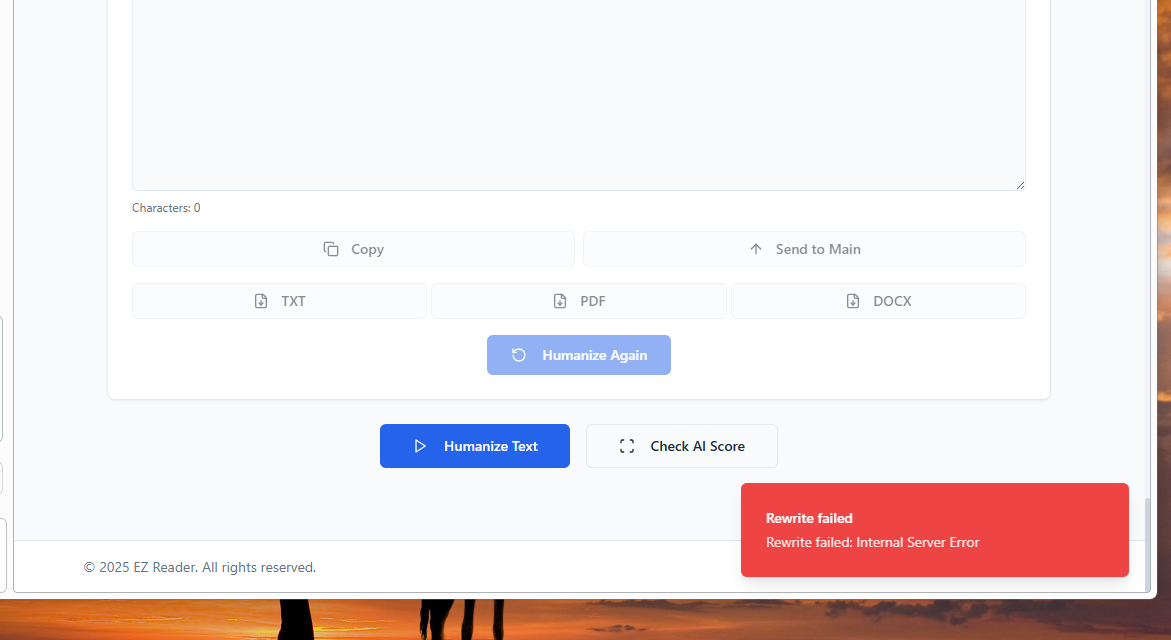 Characters: 0
Copy
Send to Main
TXT
PDF
DOCX
Humanize Again
Humanize Text
Check AI Score
Rewrite failed
Rewrite failed: Internal Server Error
© 2025 EZ Reader. All rights reserved.